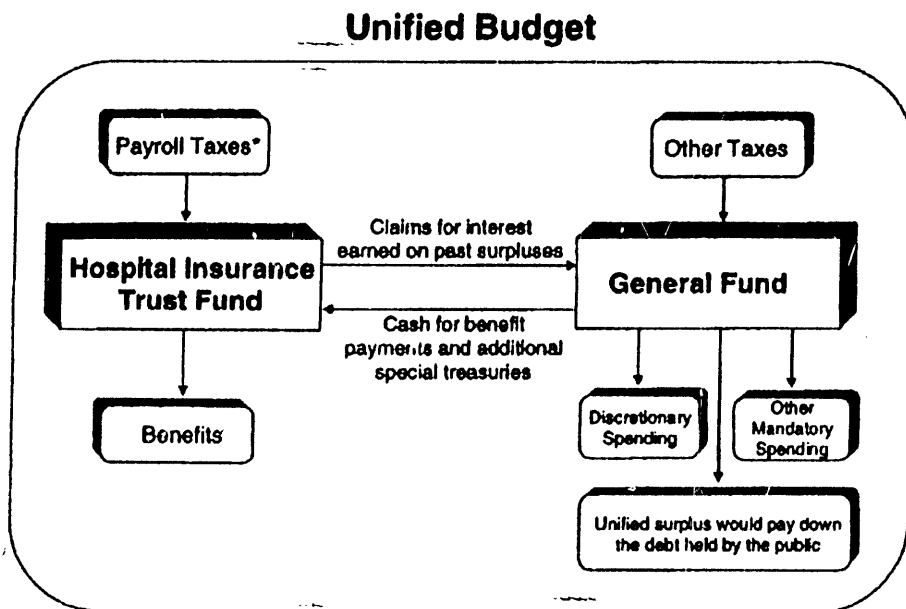 Unified Budget
Payroll Taxes*
Other Taxes
Claims for interest
earned on past surpluses
Hospital Insurance
Trust Fund
General Fund
Cash for benefit
payments and additional
special treasuries
Benefits
Discretionary
Spending
Other
Mandatory
Spending
Unified surplus would pay down
the debt held by the public